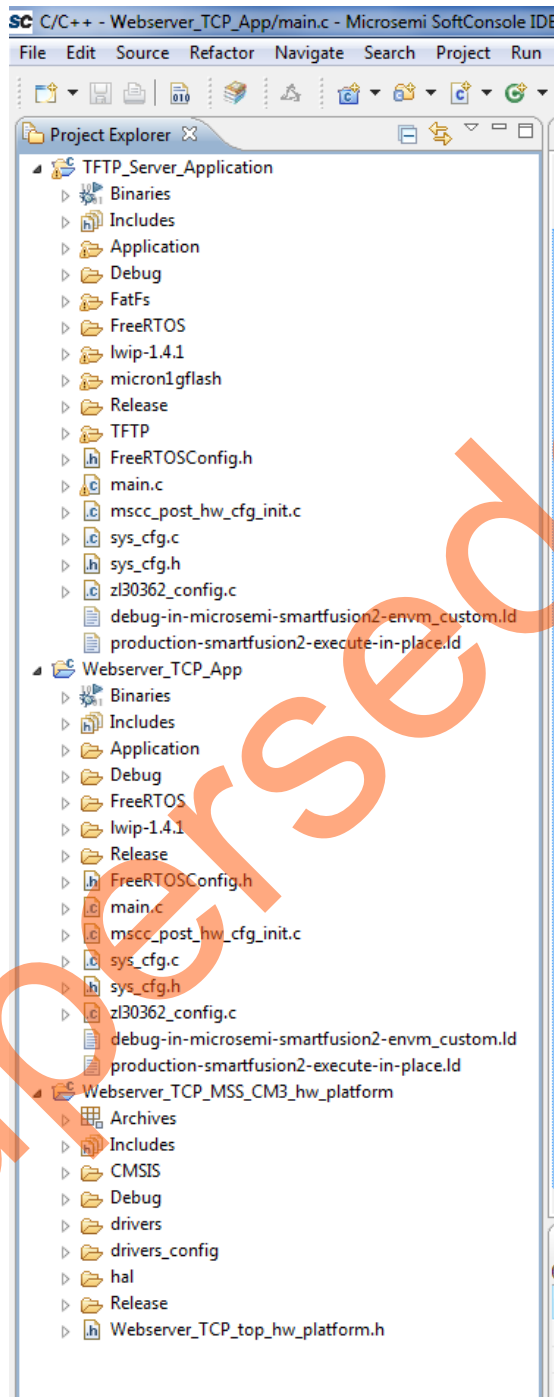 SC C/C++ - Webserver_TCP_App/main.c - Microsemi SoftConsole IDE
File Edit Source Refactor Navigate Search Project Run
Project Explorer
TFTP_Server_Application
Binaries
Includes
Application
Debug
FatFs
FreeRTOS
lwip-1.4.1
micron1gflash
Release
TFTP
FreeRTOSConfig.h
main.c
mscc_post_hw_cfg_init.c
sys_cfg.c
sys_cfg.h
zl30362_config.c
debug-in-microsemi-smartfusion2-envm_custom.ld
production-smartfusion2-execute-in-place.ld
Webserver_TCP_App
Binaries
Includes
Application
Debug
FreeRTOS
lwip-1.4.1
Release
FreeRTOSConfig.h
main.c
mscc_post_hw_cfg_init.c
sys_cfg.c
sys_cfg.h
zl30362_config.c
debug-in-microsemi-smartfusion2-envm_custom.ld
production-smartfusion2-execute-in-place.ld
Webserver_TCP_MSS_CM3_hw_platform
Archives
Includes
CMSIS
Debug
drivers
drivers_config
hal
Release
Webserver_TCP_top_hw_platform.h
persed